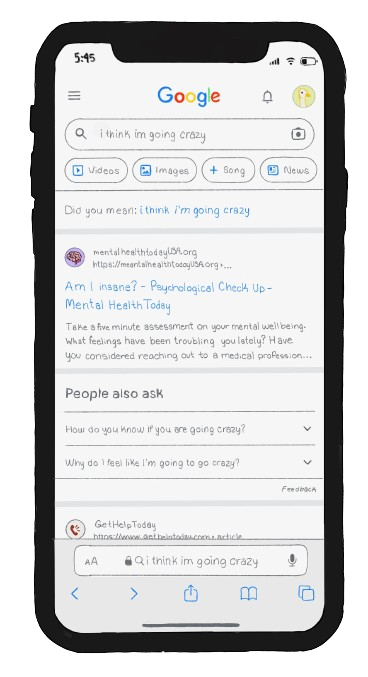 5:45
Google
i think im going crazy
Videos
Images
+ Song
News
Did you mean: i think i'm going crazy
mentalhealthtodayUSA.org
https://meantalhealthtodayUSA.org>...
Am I insane? - Psychological Check Up -
Mental Health Today
Take a five minute assessment on your mental wellbeing.
What feelings have been troubling you lately? Have
you considered reaching out to a medical profession...
People also ask
How do you know if you are going crazy?
Why do I feel like I'm going to go crazy?
Feedback
GetHelpToday
https://www.gethelptoday.com > article
AA
i think im going crazy